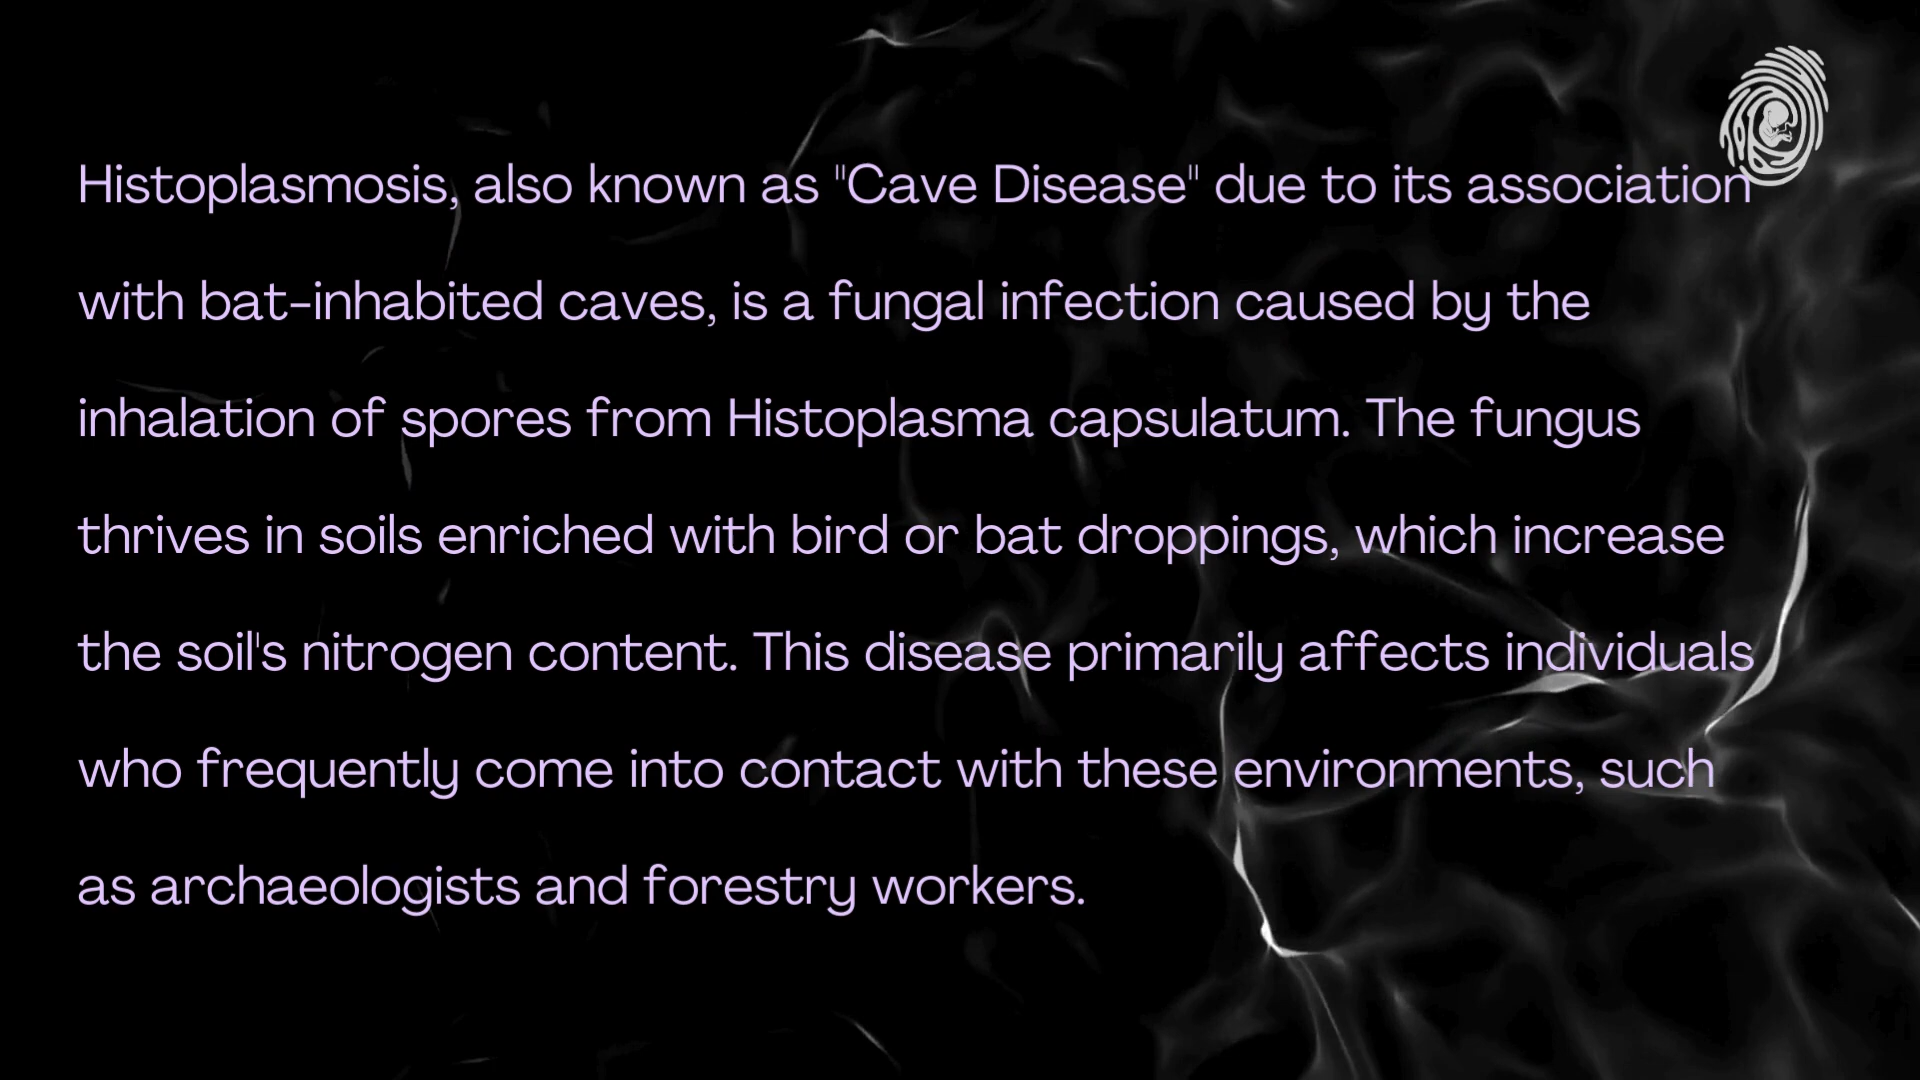 Histoplasmosis, also known as "Cave Disease" due to its association
with bat-inhabited caves, is a fungal infection caused by the
inhalation of spores from Histoplasma capsulatum. The fungus
thrives in soils enriched with bird or bat droppings, which increase
the soil's nitrogen content. This disease primarily affects individuals
who frequently come into contact with these environments, such
as archaeologists and forestry workers.